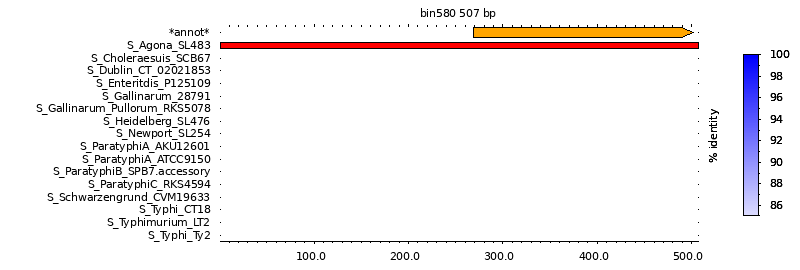 bin580 507 bp
*annot*
S_Agona_SL483
S_Choleraesuis_SCB67
S_Dublin_CT_02021853
S_Enteritdis_P125109
S_Gallinarum_28791
S_Gallinarum_Pullorum_RKS5078
S_Heidelberg_SL476
S_Newport_SL254
S_ParatyphiA_AKU12601
S_ParatyphiA_ATCC9150
S_ParatyphiB_SPB7.accessory
S_ParatyphiC_RKS4594
S_Schwarzengrund_CVM19633
S_Typhi_CT18
S_Typhimurium_LT2
S_Typhi_Ty2
100.0 200.0 300.0 400.0 500.0
% identity
100
98
96
94
92
90
88
86